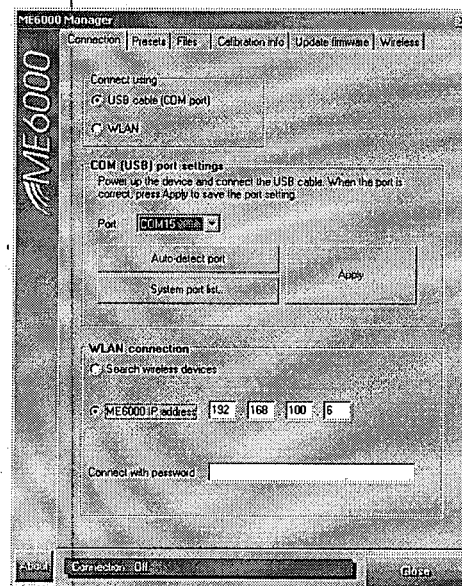 ME6000 Manager
Connection Presets Files Calibration info Update firmware Wireless
ME6000
Connect using
USB cable (COM port)
WLAN
COM (USB) port settings
Power up the device and connect the USB cable. When the port is
correct, press Apply to save the port setting.
Port COM15
Auto-detect port
Apply
System port list..
WLAN connection
Search wireless devices
ME6000 IP address 192 . 168 . 100 . 6
Connect with password
About Connection: Off Close